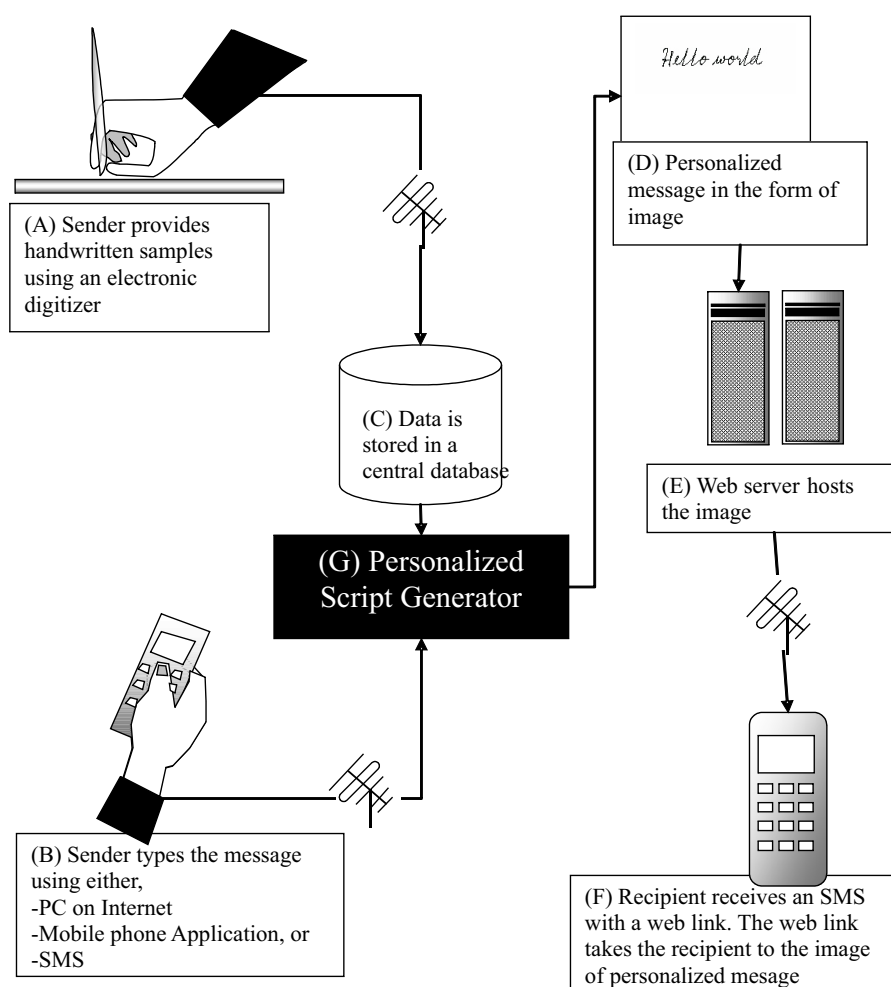 (A) Sender provides
handwritten samples
using an electronic
digitizer
(C) Data is
stored in a
central database
(G) Personalized
Script Generator
(B) Sender types the message
using either,
-PC on Internet
-Mobile phone Application, or
-SMS
Hello world
(D) Personalized
message in the form of
image
(E) Web server hosts
the image
(F) Recipient receives an SMS
with a web link. The web link
takes the recipient to the image
of personalized mesage